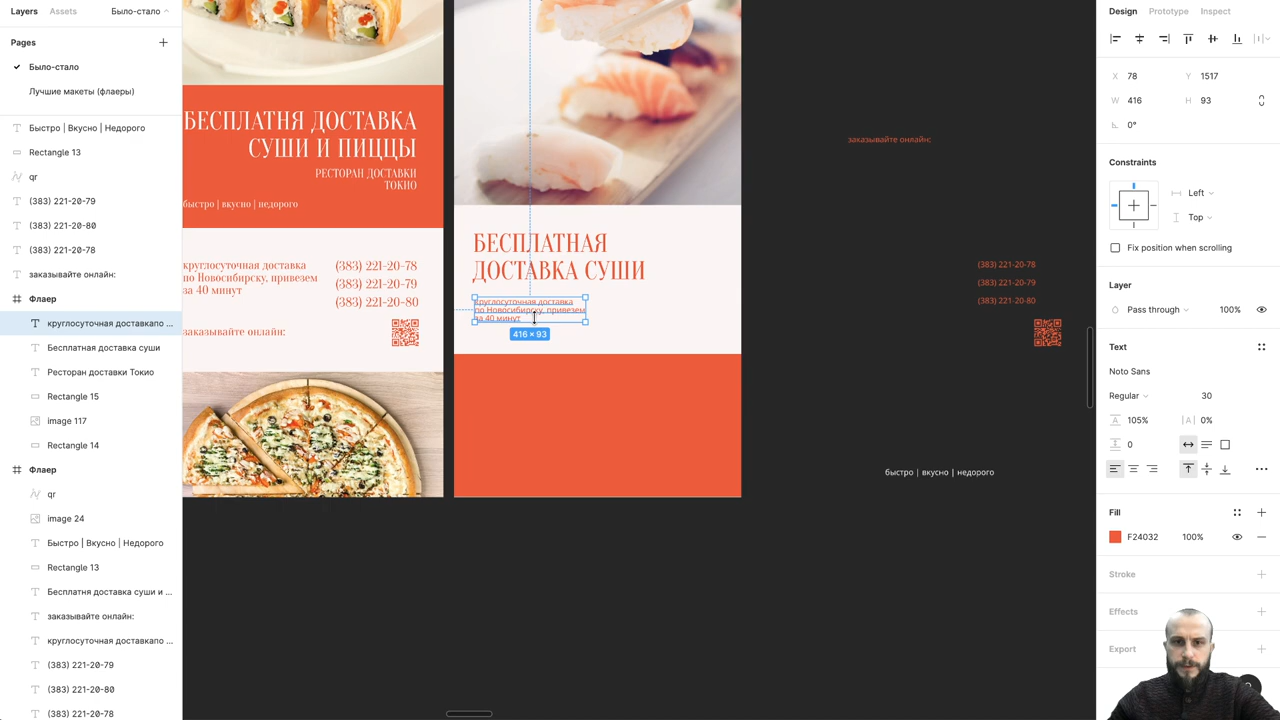 Layers
Assets
Было-стало
Pages
Было-стало
Лучшие макеты (флаеры)
Быстро | Вкусно | Недорого
Rectangle 13
qr
(383) 221-20-79
(383) 221-20-80
(383) 221-20-78
заказывайте онлайн:
Флаер
круглосуточная доставкапо ...
Бесплатная доставка суши
Ресторан доставки Токио
Rectangle 15
image 117
Rectangle 14
Флаер
qr
image 24
Быстро | Вкусно | Недорого
Rectangle 13
Бесплатня доставка суши и ...
заказывайте онлайн:
круглосуточная доставкапо ...
(383) 221-20-79
(383) 221-20-80
(383) 221-20-78
БЕСПЛАТНЯ ДОСТАВКА
СУШИ И ПИЦЦЫ
РЕСТОРАН ДОСТАВКИ
ТОКИО
быстро | вкусно | недорого
круглосуточная доставка
по Новосибирску, привезем
за 40 минут
(383) 221-20-78
(383) 221-20-79
(383) 221-20-80
заказывайте онлайн:
БЕСПЛАТНАЯ
ДОСТАВКА СУШИ
круглосуточная доставка
по Новосибирску, привезем
за 40 минут
416 × 93
заказывайте онлайн:
(383) 221-20-78
(383) 221-20-79
(383) 221-20-80
быстро | вкусно | недорого
Design
Prototype
Inspect
X 78
Y 1517
W 416
H 93
0°
Constraints
Left
Top
Fix position when scrolling
Layer
Pass through
100%
Text
Noto Sans
Regular
30
105%
0%
0
Fill
F24032
100%
Stroke
Effects
Export